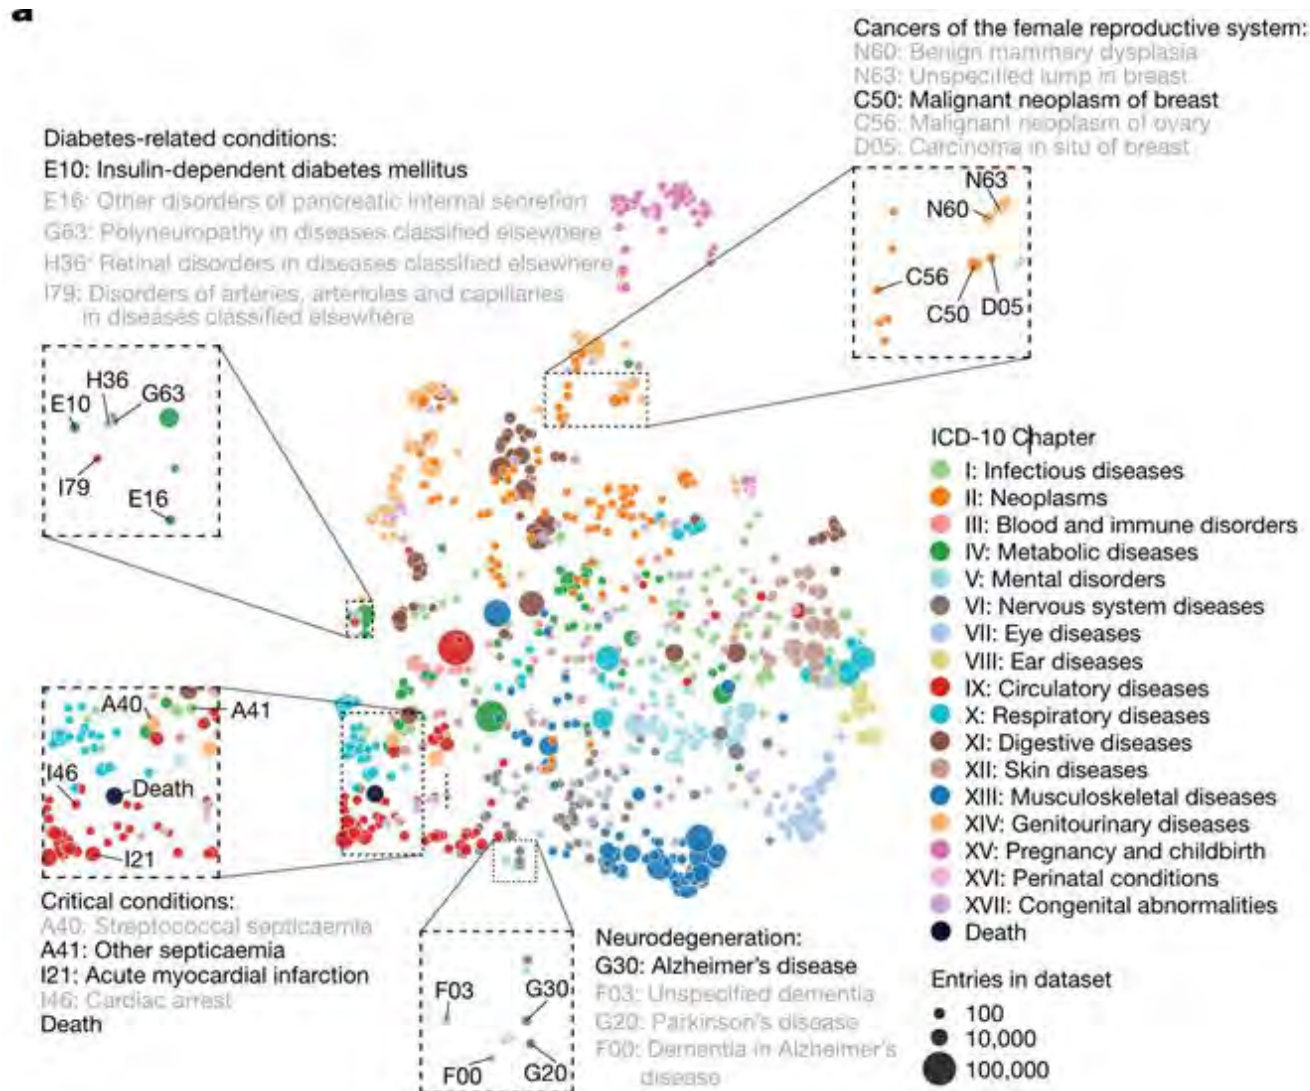 a
Cancers of the female reproductive system:
N60: Benign mammary dysplasia
N63: Unspecified lump in breast
C50: Malignant neoplasm of breast
C56: Malignant neoplasm of ovary
D05: Carcinoma in situ of breast
Diabetes-related conditions:
E10: Insulin-dependent diabetes mellitus
E16: Other disorders of pancreatic internal secretion
G63: Polyneuropathy in diseases classified elsewhere
H36: Retinal disorders in diseases classified elsewhere
I79: Disorders of arteries, arterioles and capillaries
in diseases classified elsewhere
N63
N60
C56
C50
D05
H36
G63
E10
I79
E16
ICD-10 Chapter
I: Infectious diseases
II: Neoplasms
III: Blood and immune disorders
IV: Metabolic diseases
V: Mental disorders
VI: Nervous system diseases
VII: Eye diseases
VIII: Ear diseases
IX: Circulatory diseases
X: Respiratory diseases
XI: Digestive diseases
XII: Skin diseases
XIII: Musculoskeletal diseases
XIV: Genitourinary diseases
XV: Pregnancy and childbirth
XVI: Perinatal conditions
XVII: Congenital abnormalities
Death
A40
A41
I46
Death
I21
Critical conditions:
A40: Streptococcal septicaemia
A41: Other septicaemia
I21: Acute myocardial infarction
I46: Cardiac arrest
Death
F03
G30
F00
G20
Neurodegeneration:
G30: Alzheimer's disease
F03: Unspecified dementia
G20: Parkinson's disease
F00: Dementia in Alzheimer's
disease
Entries in dataset
100
10,000
100,000